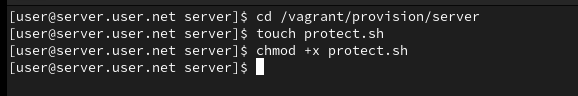 [user@server.user.net server]$ cd /vagrant/provision/server
[user@server.user.net server]$ touch protect.sh
[user@server.user.net server]$ chmod +x protect.sh
[user@server.user.net server]$